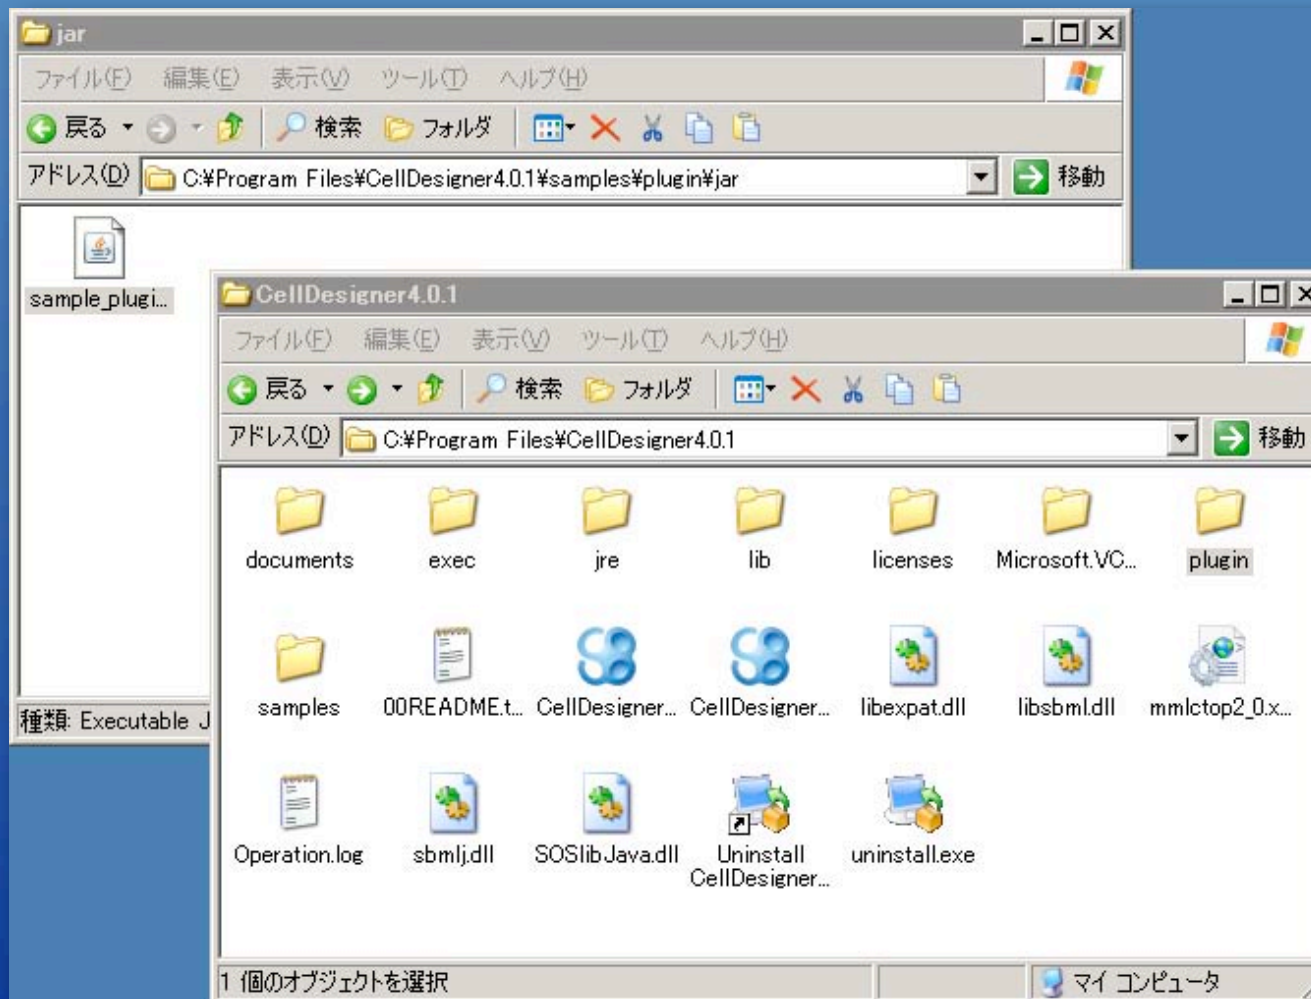 jar
ファイル(F) 編集(E) 表示(V) ツール(T) ヘルプ(H)
戻る 検索 フォルダ
アドレス(D) C:¥Program Files¥CellDesigner4.0.1¥samples¥plugin¥jar 移動
sample_plugi...
種類: Executable J
CellDesigner4.0.1
ファイル(F) 編集(E) 表示(V) ツール(T) ヘルプ(H)
戻る 検索 フォルダ
アドレス(D) C:¥Program Files¥CellDesigner4.0.1 移動
documents exec jre lib licenses Microsoft.VC... plugin
samples 00README.t... CellDesigner... CellDesigner... libexpat.dll libsbml.dll mmlctop2_0.x...
Operation.log sbmlj.dll SOSlibJava.dll Uninstall uninstall.exe
CellDesigner...
1 個のオブジェクトを選択 マイ コンピュータ